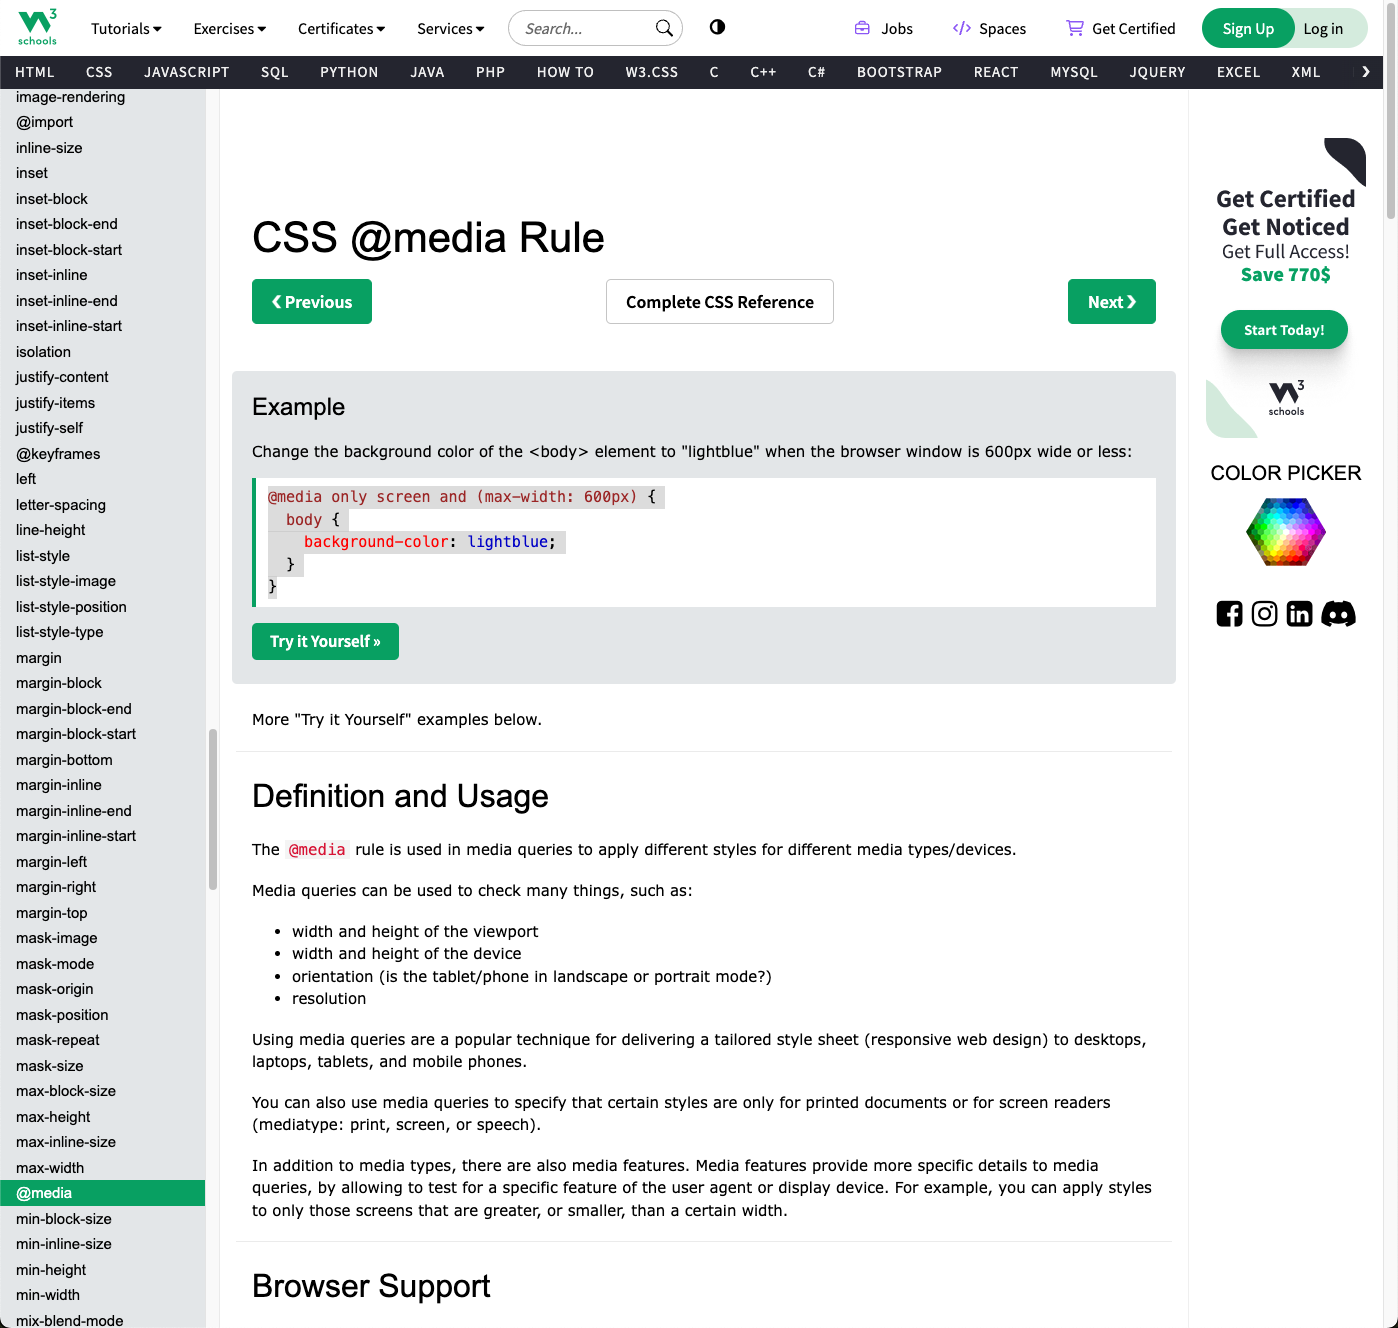 3
schools
Tutorials
Exercises
Certificates
Services
Search...
Jobs
</> Spaces
Get Certified
Sign Up
Log in
HTML CSS JAVASCRIPT SQL PYTHON JAVA PHP HOW TO W3.CSS C C++ C# BOOTSTRAP REACT MYSQL JQUERY EXCEL XML ❯
image-rendering
@import
inline-size
inset
inset-block
inset-block-end
inset-block-start
inset-inline
inset-inline-end
inset-inline-start
isolation
justify-content
justify-items
justify-self
@keyframes
left
letter-spacing
line-height
list-style
list-style-image
list-style-position
list-style-type
margin
margin-block
margin-block-end
margin-block-start
margin-bottom
margin-inline
margin-inline-end
margin-inline-start
margin-left
margin-right
margin-top
mask-image
mask-mode
mask-origin
mask-position
mask-repeat
mask-size
max-block-size
max-height
max-inline-size
max-width
@media
min-block-size
min-inline-size
min-height
min-width
mix-blend-mode
CSS @media Rule
❮ Previous
Complete CSS Reference
Next ❯
Example
Change the background color of the <body> element to "lightblue" when the browser window is 600px wide or less:
@media only screen and (max-width: 600px) {
  body {
    background-color: lightblue;
  }
}
Try it Yourself »
More "Try it Yourself" examples below.
Definition and Usage
The @media rule is used in media queries to apply different styles for different media types/devices.
Media queries can be used to check many things, such as:
• width and height of the viewport
• width and height of the device
• orientation (is the tablet/phone in landscape or portrait mode?)
• resolution
Using media queries are a popular technique for delivering a tailored style sheet (responsive web design) to desktops,
laptops, tablets, and mobile phones.
You can also use media queries to specify that certain styles are only for printed documents or for screen readers
(mediatype: print, screen, or speech).
In addition to media types, there are also media features. Media features provide more specific details to media
queries, by allowing to test for a specific feature of the user agent or display device. For example, you can apply styles
to only those screens that are greater, or smaller, than a certain width.
Browser Support
Get Certified
Get Noticed
Get Full Access!
Save 770$
Start Today!
3
schools
COLOR PICKER
in